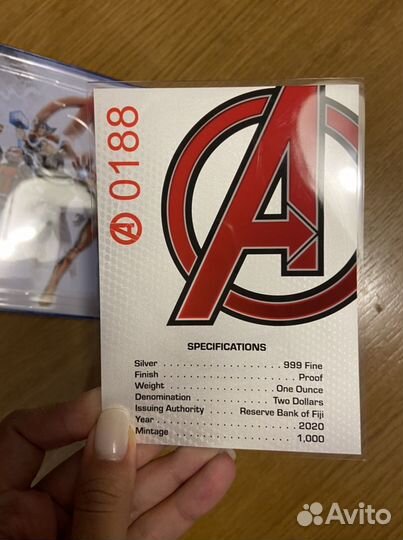 0188
SPECIFICATIONS
Silver . . . . . . . . . . . . . . . . . . . . 999 Fine
Finish . . . . . . . . . . . . . . . . . . . . . . . Proof
Weight . . . . . . . . . . . . . . . . . . One Ounce
Denomination . . . . . . . . . . . . . Two Dollars
Issuing Authority . . . . . Reserve Bank of Fiji
Year . . . . . . . . . . . . . . . . . . . . . . . . . 2020
Mintage . . . . . . . . . . . . . . . . . . . . . . 1,000
Avito